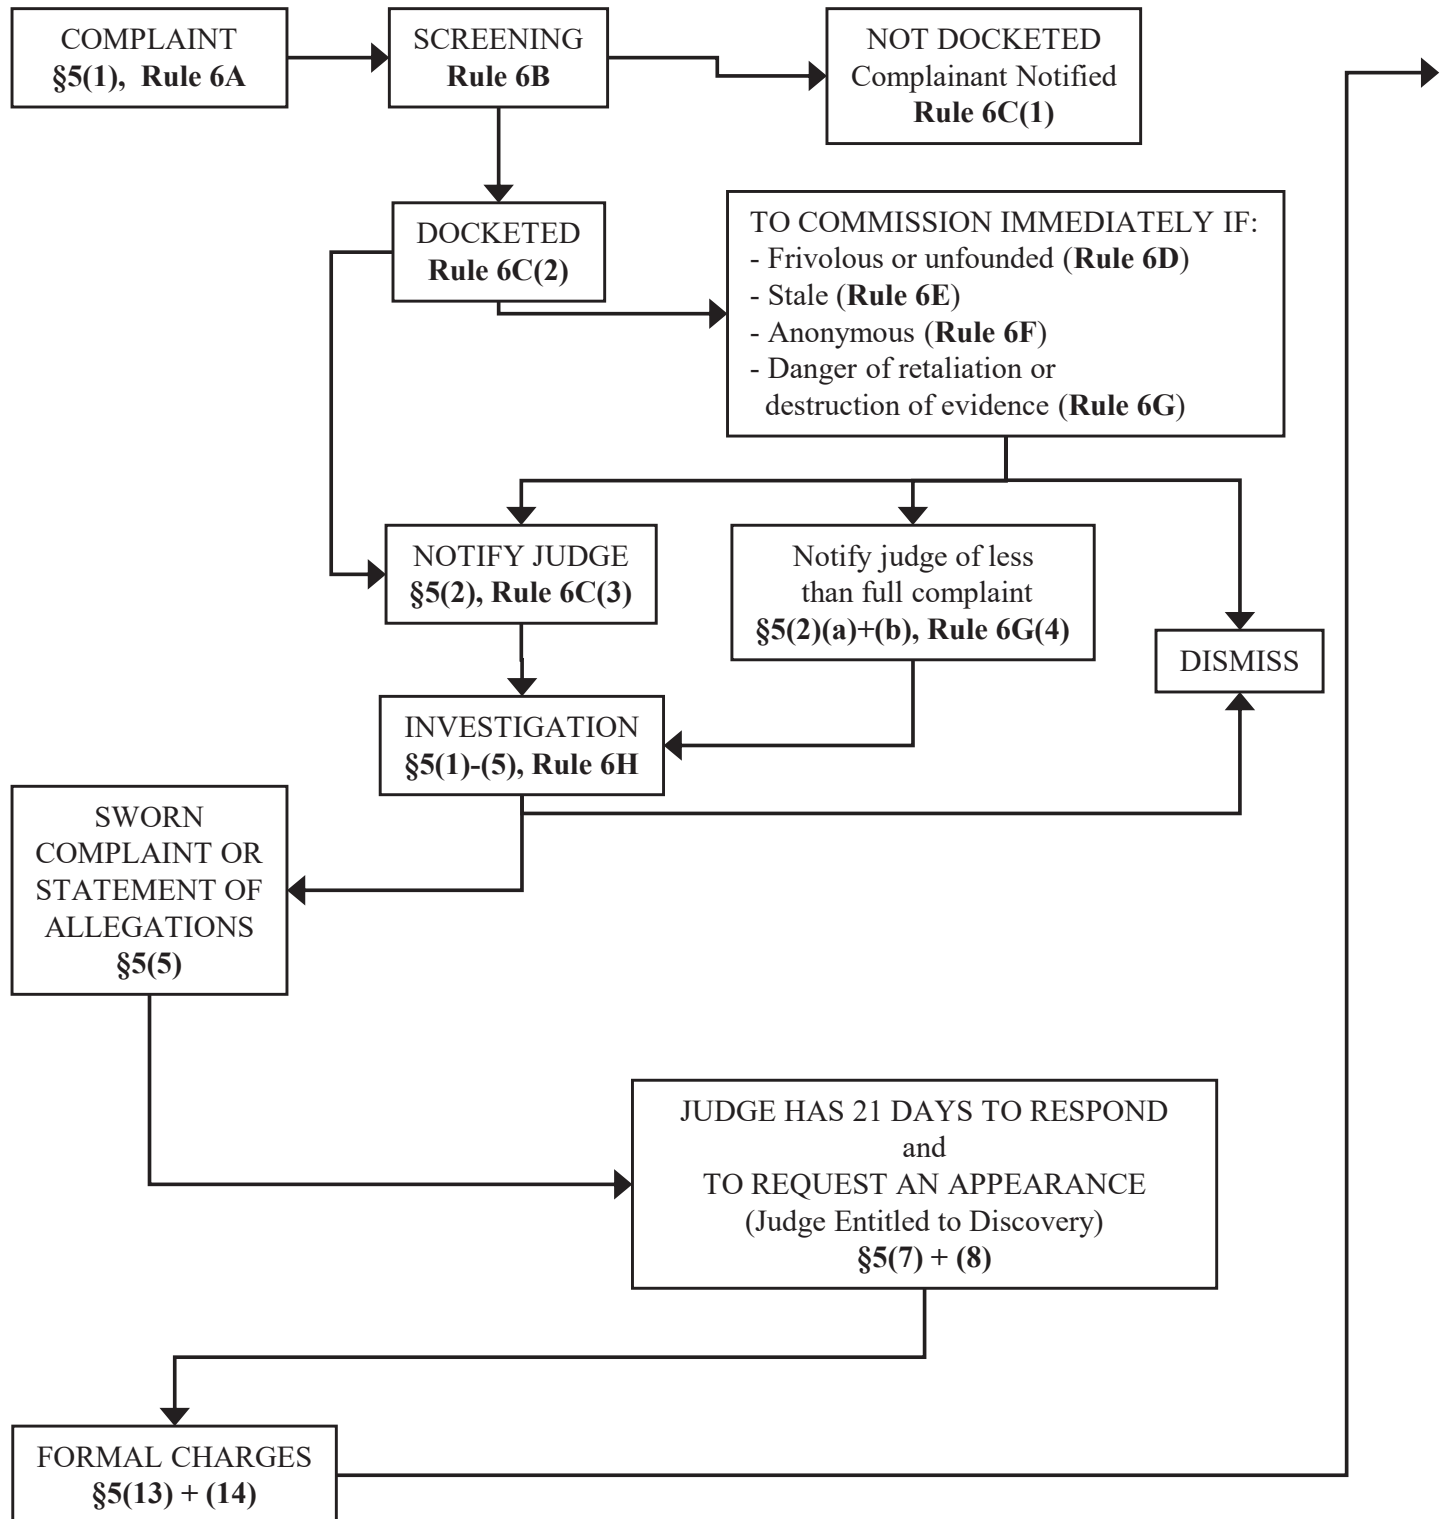 COMPLAINT
§5(1), Rule 6A
SCREENING
Rule 6B
NOT DOCKETED
Complainant Notified
Rule 6C(1)
DOCKETED
Rule 6C(2)
TO COMMISSION IMMEDIATELY IF:
- Frivolous or unfounded (Rule 6D)
- Stale (Rule 6E)
- Anonymous (Rule 6F)
- Danger of retaliation or
destruction of evidence (Rule 6G)
NOTIFY JUDGE
§5(2), Rule 6C(3)
Notify judge of less
than full complaint
§5(2)(a)+(b), Rule 6G(4)
DISMISS
INVESTIGATION
§5(1)-(5), Rule 6H
SWORN
COMPLAINT OR
STATEMENT OF
ALLEGATIONS
§5(5)
JUDGE HAS 21 DAYS TO RESPOND
and
TO REQUEST AN APPEARANCE
(Judge Entitled to Discovery)
§5(7) + (8)
FORMAL CHARGES
§5(13) + (14)